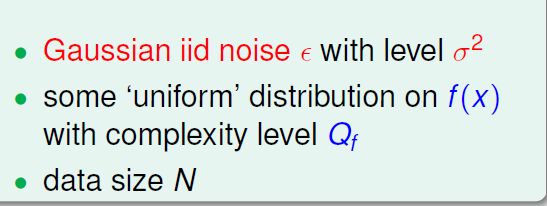 • Gaussian iid noise ϵ with level σ²
• some ‘uniform’ distribution on f(x)
with complexity level Q_f
• data size N